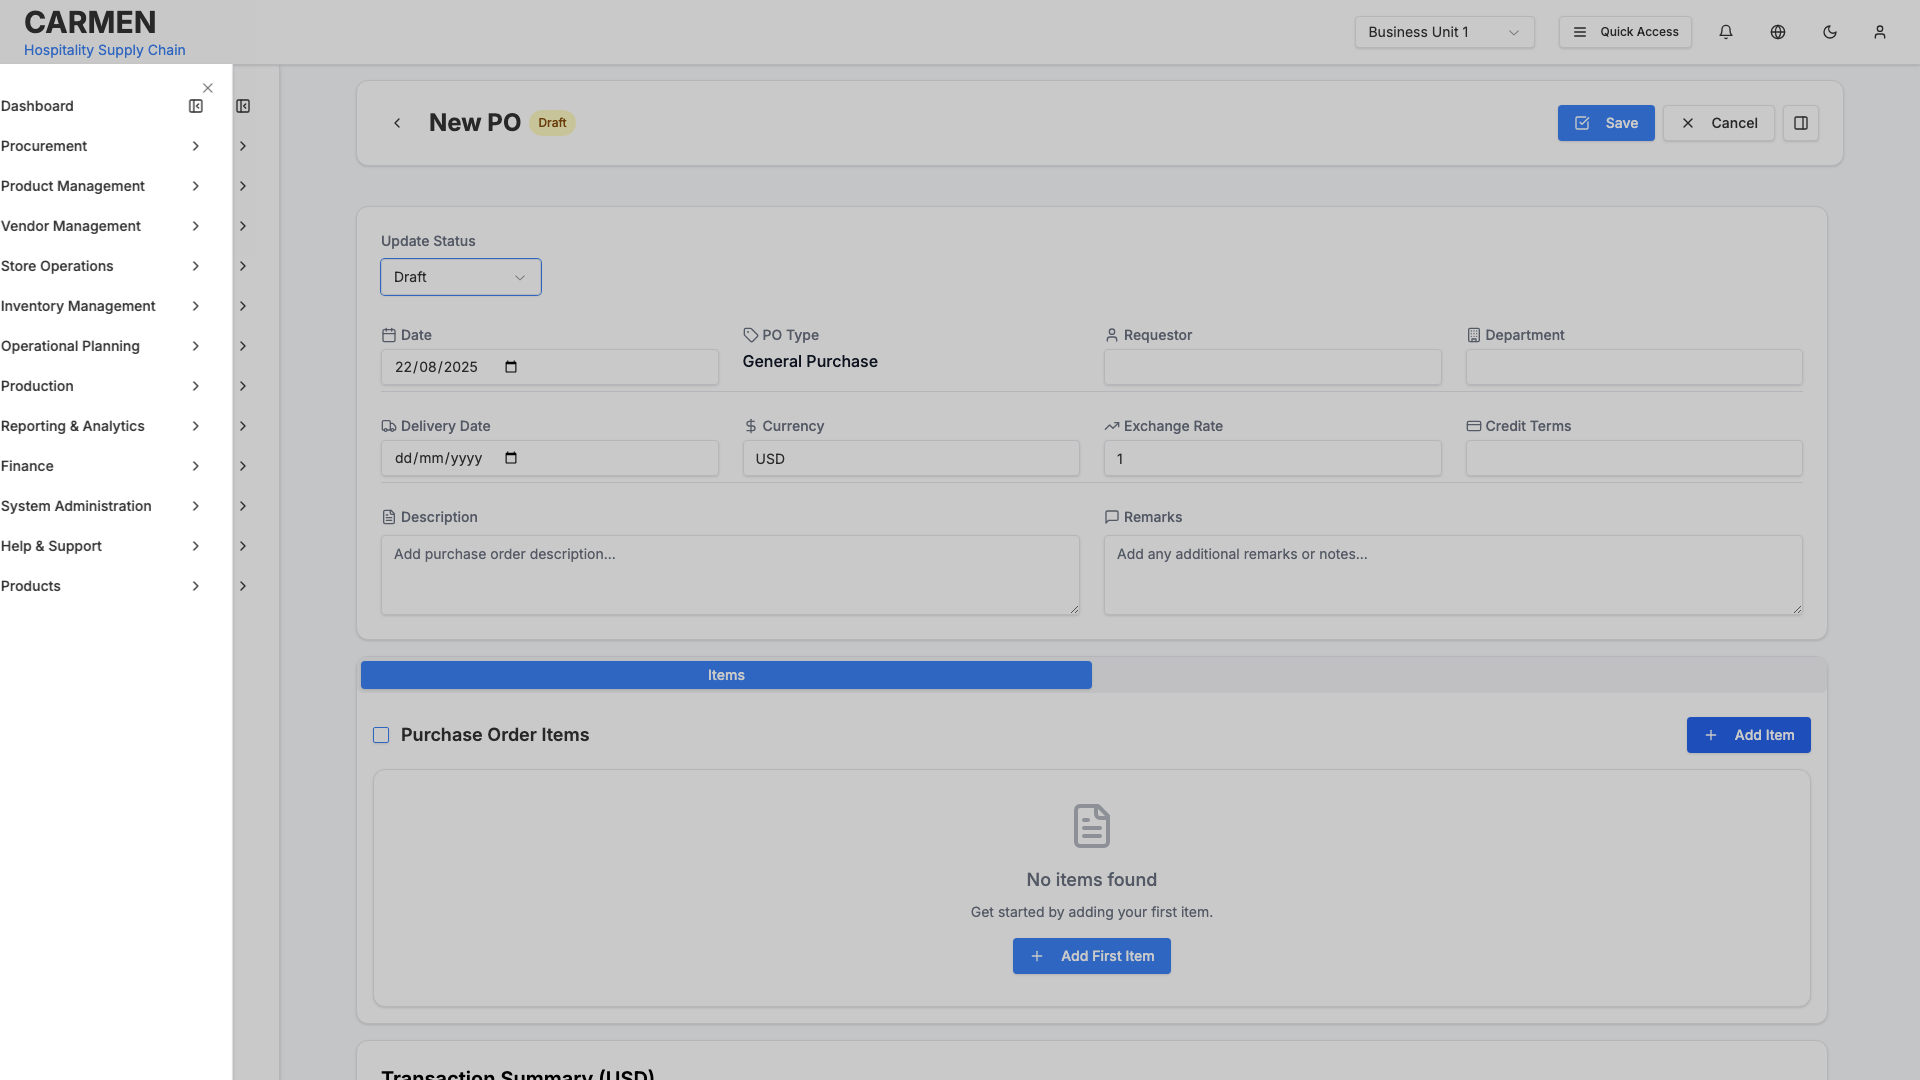 CARMEN
Hospitality Supply Chain
Business Unit 1
Quick Access
Dashboard
Procurement
Product Management
Vendor Management
Store Operations
Inventory Management
Operational Planning
Production
Reporting & Analytics
Finance
System Administration
Help & Support
Products
New PO
Draft
Save
Cancel
Update Status
Draft
Date
PO Type
Requestor
Department
22/08/2025
General Purchase
Delivery Date
Currency
Exchange Rate
Credit Terms
dd/mm/yyyy
USD
1
Description
Remarks
Add purchase order description...
Add any additional remarks or notes...
Items
Purchase Order Items
Add Item
No items found
Get started by adding your first item.
Add First Item
Transaction Summary (USD)